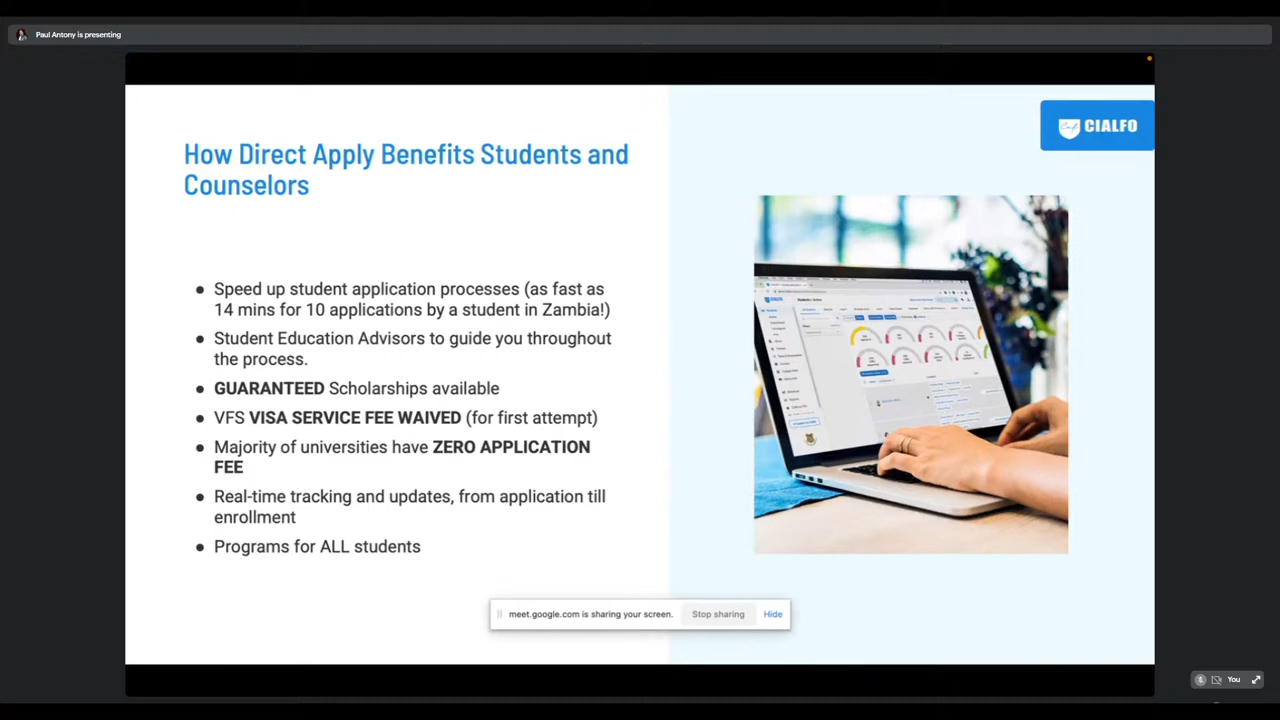 Paul Antony is presenting
CIALFO
How Direct Apply Benefits Students and
Counselors
● Speed up student application processes (as fast as
14 mins for 10 applications by a student in Zambia!)
● Student Education Advisors to guide you throughout
the process.
● GUARANTEED Scholarships available
● VFS VISA SERVICE FEE WAIVED (for first attempt)
● Majority of universities have ZERO APPLICATION
FEE
● Real-time tracking and updates, from application till
enrollment
● Programs for ALL students
meet.google.com is sharing your screen. Stop sharing Hide
You